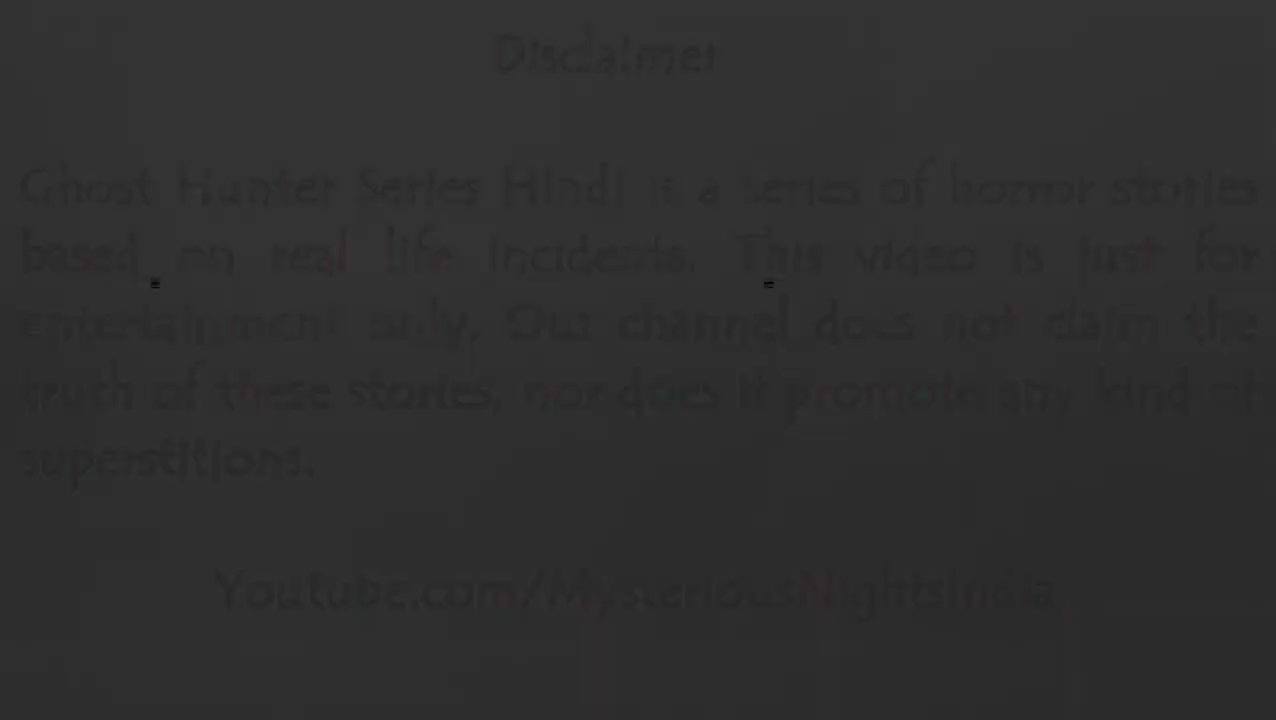 Disclaimer
Ghost Hunter Series Hindi is a series of horror stories
based on real life incidents. This video is just for
entertainment only. Our channel does not claim the
truth of these stories, nor does it promote any kind of
superstitions.
Youtube.com/MysteriousNightsIndia